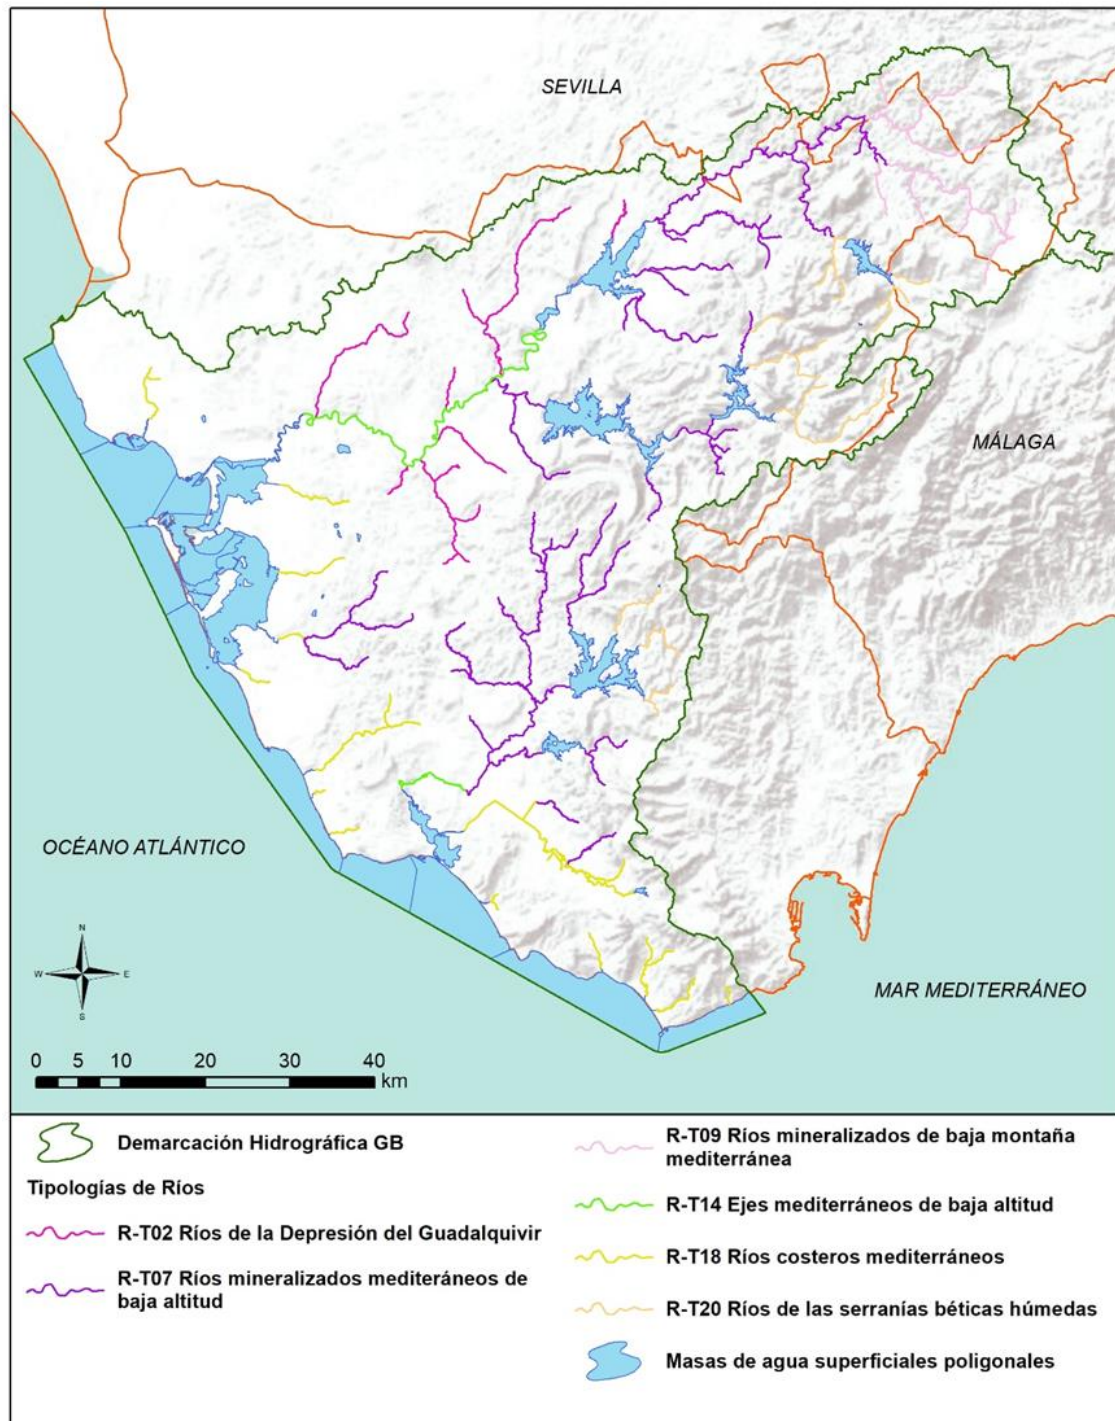 SEVILLA
MÁLAGA
OCÉANO ATLÁNTICO
MAR MEDITERRÁNEO
N
W E
S
0 5 10 20 30 40
km
Demarcación Hidrográfica GB
Tipologías de Ríos
R-T02 Ríos de la Depresión del Guadalquivir
R-T07 Ríos mineralizados mediteráneos de
baja altitud
R-T09 Ríos mineralizados de baja montaña
mediterránea
R-T14 Ejes mediterráneos de baja altitud
R-T18 Ríos costeros mediterráneos
R-T20 Ríos de las serranías béticas húmedas
Masas de agua superficiales poligonales